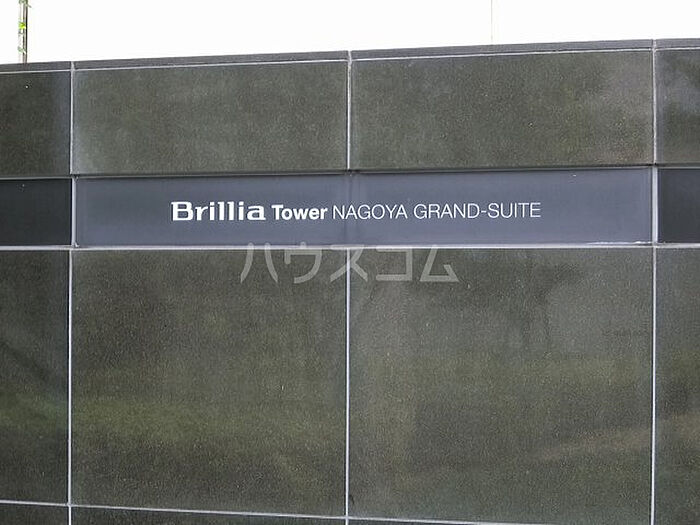 Brillia Tower NAGOYA GRAND-SUITE
ハウスコム